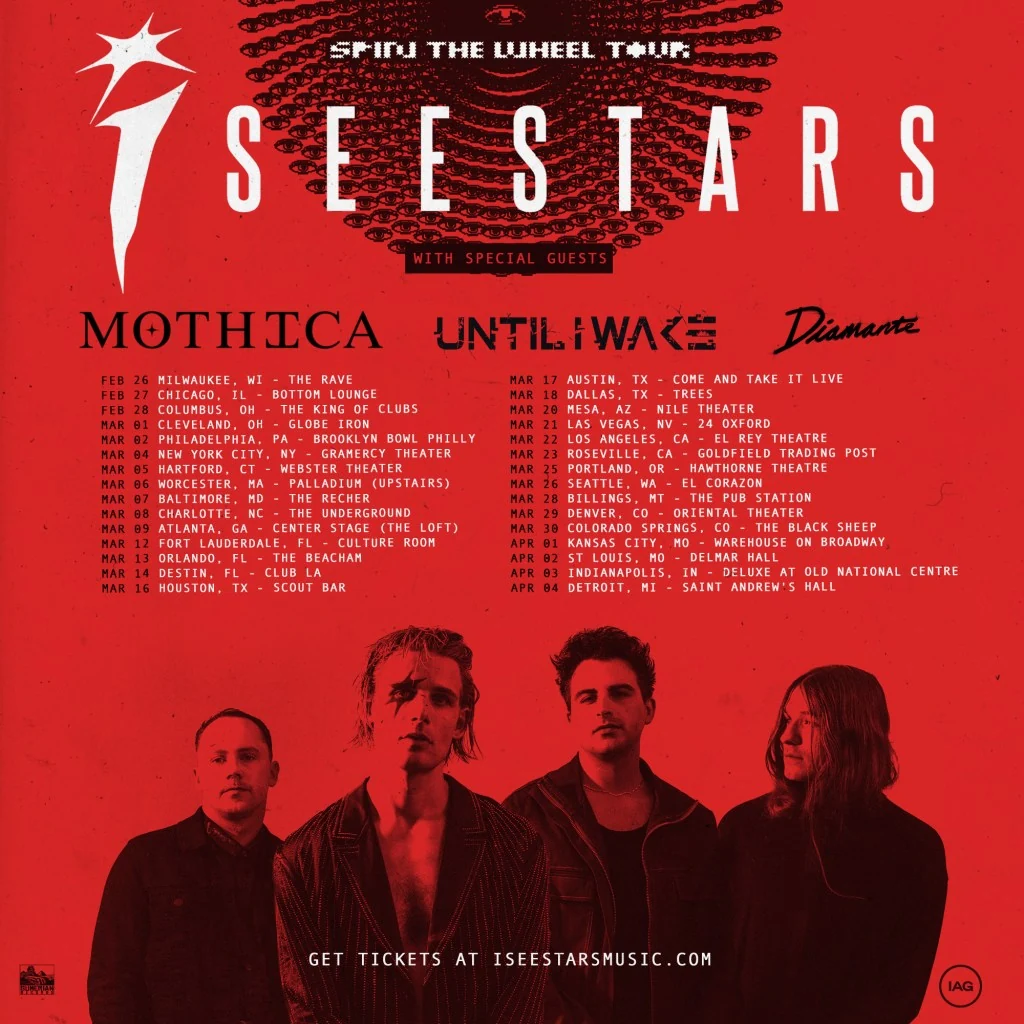 SPIN THE WHEEL TOUR
i SEE STARS
WITH SPECIAL GUESTS
MOTHICA UNTIL I WAKE Diamante
FEB 26 MILWAUKEE, WI - THE RAVE
FEB 27 CHICAGO, IL - BOTTOM LOUNGE
FEB 28 COLUMBUS, OH - THE KING OF CLUBS
MAR 01 CLEVELAND, OH - GLOBE IRON
MAR 02 PHILADELPHIA, PA - BROOKLYN BOWL PHILLY
MAR 04 NEW YORK CITY, NY - GRAMERCY THEATER
MAR 05 HARTFORD, CT - WEBSTER THEATER
MAR 06 WORCESTER, MA - PALLADIUM (UPSTAIRS)
MAR 07 BALTIMORE, MD - THE RECHER
MAR 08 CHARLOTTE, NC - THE UNDERGROUND
MAR 09 ATLANTA, GA - CENTER STAGE (THE LOFT)
MAR 12 FORT LAUDERDALE, FL - CULTURE ROOM
MAR 13 ORLANDO, FL - THE BEACHAM
MAR 14 DESTIN, FL - CLUB LA
MAR 16 HOUSTON, TX - SCOUT BAR
MAR 17 AUSTIN, TX - COME AND TAKE IT LIVE
MAR 18 DALLAS, TX - TREES
MAR 20 MESA, AZ - NILE THEATER
MAR 21 LAS VEGAS, NV - 24 OXFORD
MAR 22 LOS ANGELES, CA - EL REY THEATRE
MAR 23 ROSEVILLE, CA - GOLDFIELD TRADING POST
MAR 25 PORTLAND, OR - HAWTHORNE THEATRE
MAR 26 SEATTLE, WA - EL CORAZON
MAR 28 BILLINGS, MT - THE PUB STATION
MAR 29 DENVER, CO - ORIENTAL THEATER
MAR 30 COLORADO SPRINGS, CO - THE BLACK SHEEP
APR 01 KANSAS CITY, MO - WAREHOUSE ON BROADWAY
APR 02 ST LOUIS, MO - DELMAR HALL
APR 03 INDIANAPOLIS, IN - DELUXE AT OLD NATIONAL CENTRE
APR 04 DETROIT, MI - SAINT ANDREW'S HALL
GET TICKETS AT ISEESTARSMUSIC.COM
SUMERIAN
RECORDS
IAG